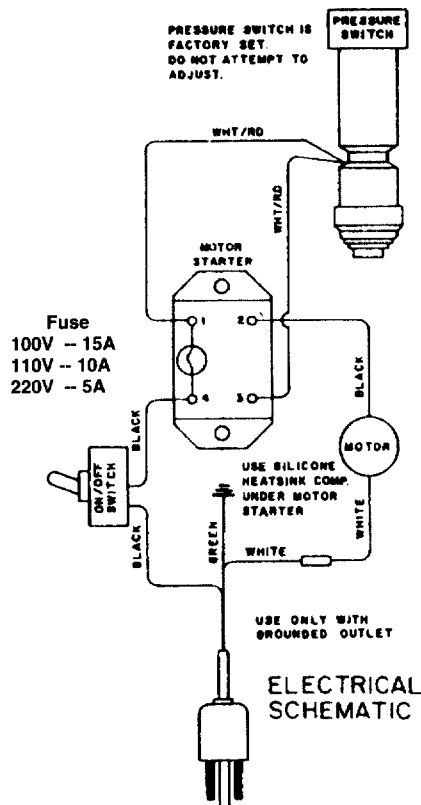 PRESSURE SWITCH IS
FACTORY SET.
DO NOT ATTEMPT TO
ADJUST.
PRESSURE
SWITCH
WHT/RD
WHT/RD
MOTOR
STARTER
1
2
4
3
Fuse
100V -- 15A
110V -- 10A
220V -- 5A
BLACK
BLACK
ON/OFF
SWITCH
MOTOR
USE SILICONE
HEATSINK COMP.
UNDER MOTOR
STARTER
BLACK
GREEN
WHITE
WHITE
USE ONLY WITH
GROUNDED OUTLET
ELECTRICAL
SCHEMATIC